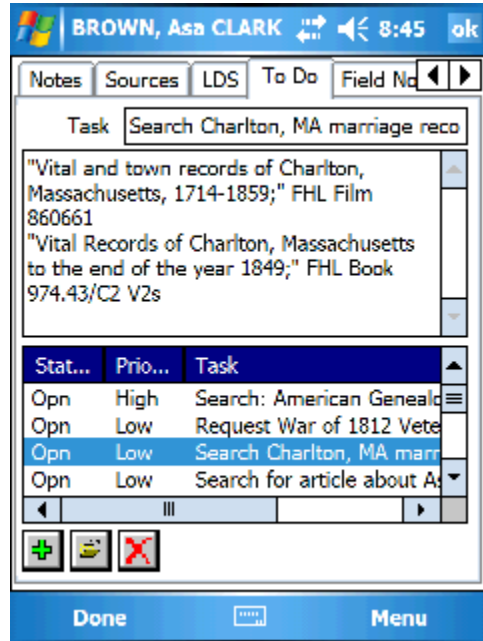 BROWN, Asa CLARK 8:45 ok
Notes Sources LDS To Do Field No
Task Search Charlton, MA marriage reco
"Vital and town records of Charlton,
Massachusetts, 1714-1859;" FHL Film
860661
"Vital Records of Charlton, Massachusetts
to the end of the year 1849;" FHL Book
974.43/C2 V2s
Stat... Prio... Task
Opn High Search: American Genealo
Opn Low Request War of 1812 Vete
Opn Low Search Charlton, MA marr
Opn Low Search for article about As
Done Menu